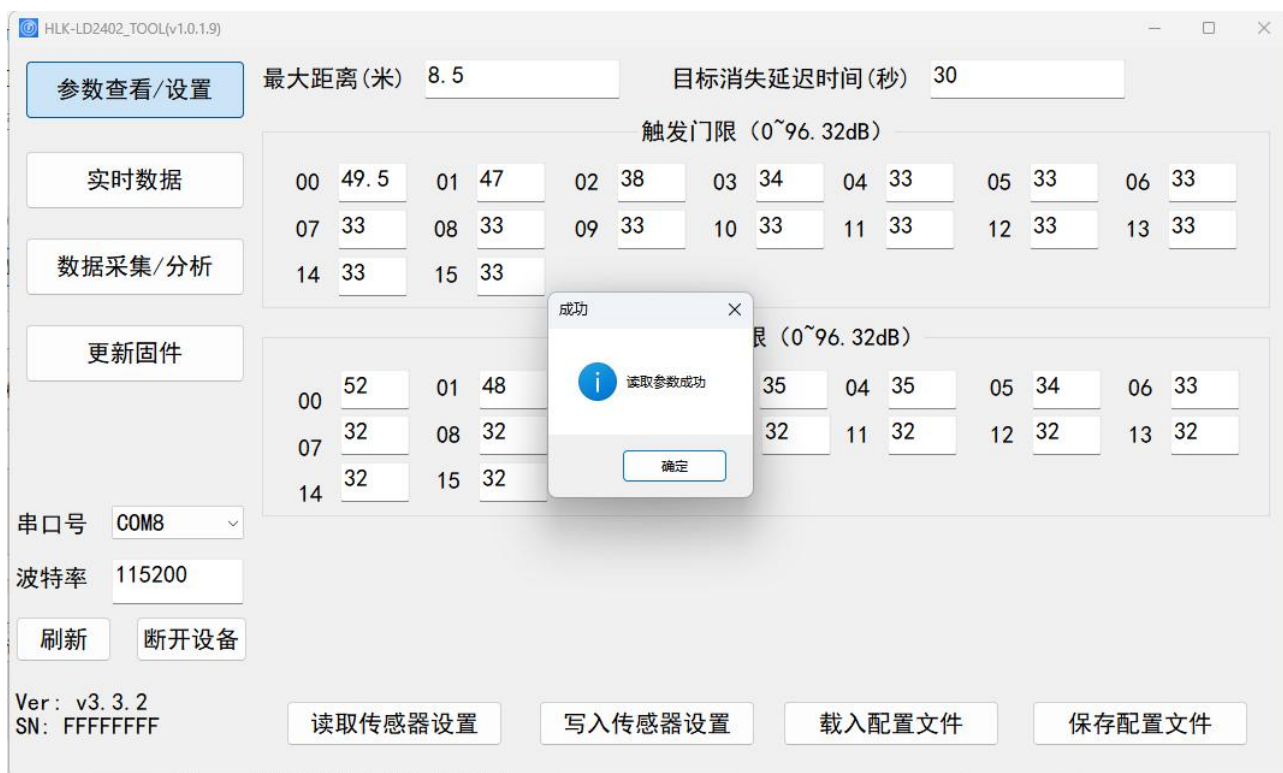 HLK-LD2402_TOOL(v1.0.1.9)
参数查看/设置 最大距离(米) 8.5 目标消失延迟时间(秒) 30
触发门限（0~96.32dB）
实时数据 00 49.5 01 47 02 38 03 34 04 33 05 33 06 33
07 33 08 33 09 33 10 33 11 33 12 33 13 33
数据采集/分析 14 33 15 33
成功
更新固件 限（0~96.32dB）
00 52 01 48 读取参数成功 35 04 35 05 34 06 33
07 32 08 32 32 11 32 12 32 13 32
确定
14 32 15 32
串口号 COM8
波特率 115200
刷新 断开设备
Ver: v3.3.2
SN: FFFFFFFF
读取传感器设置 写入传感器设置 载入配置文件 保存配置文件